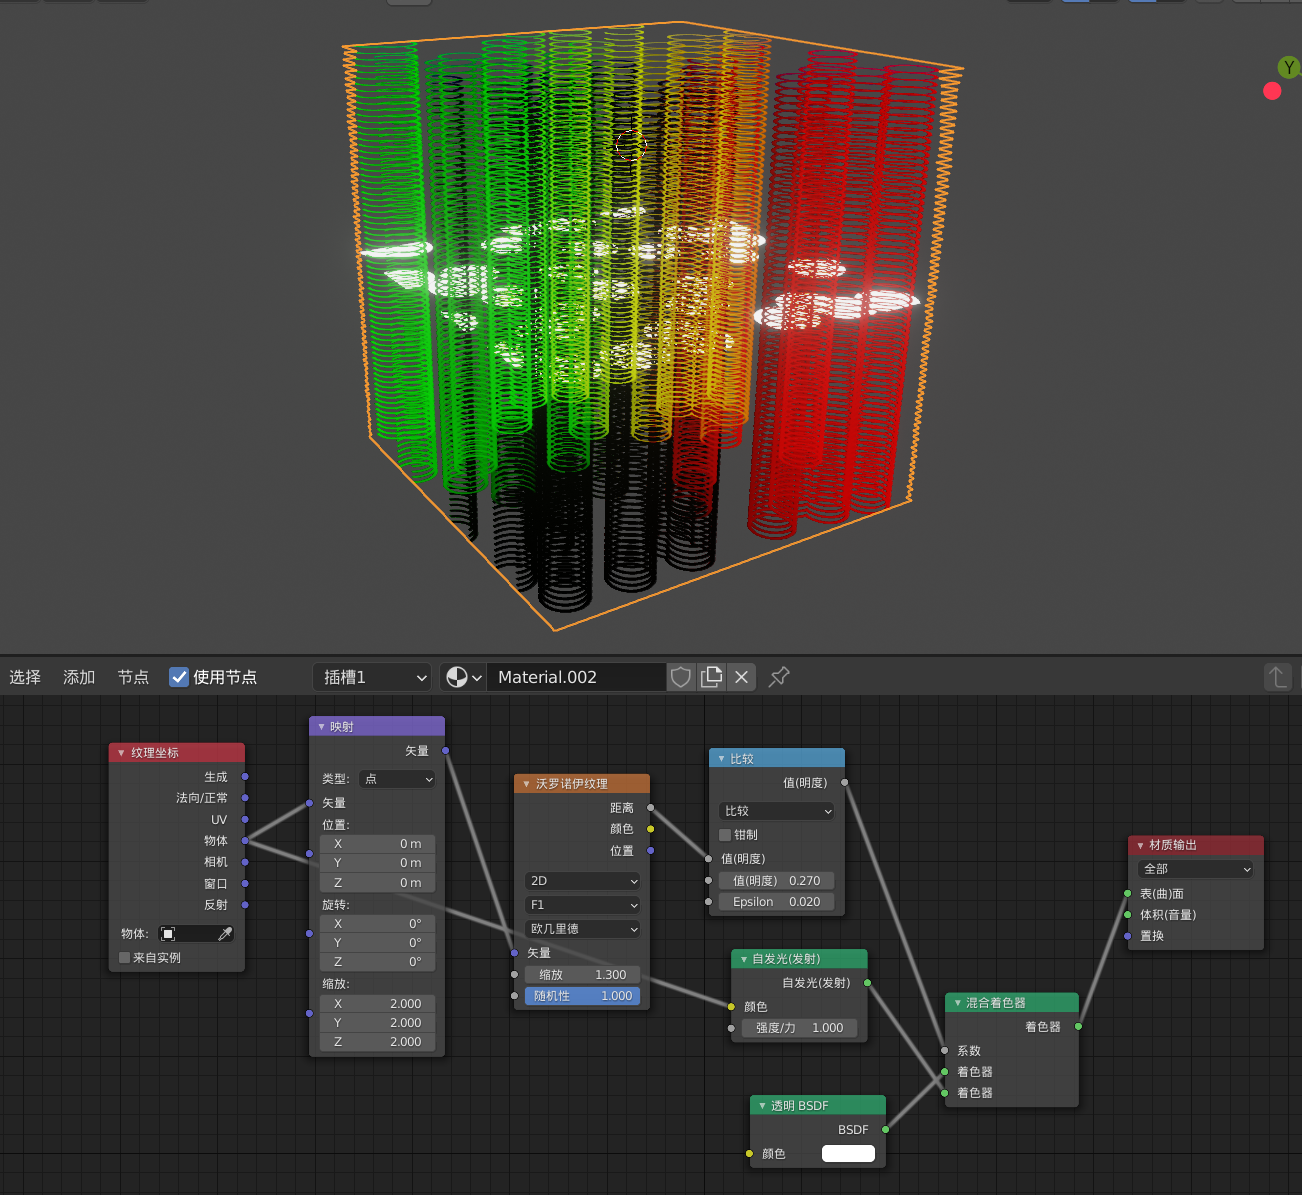 Y
选择 添加 节点 使用节点 插槽1 Material.002
纹理坐标
生成
法向/正常
UV
物体
相机
窗口
反射
物体:
来自实例
映射
矢量
类型: 点
矢量
位置:
X 0 m
Y 0 m
Z 0 m
旋转:
X 0°
Y 0°
Z 0°
缩放:
X 2.000
Y 2.000
Z 2.000
沃罗诺伊纹理
距离
颜色
位置
2D
F1
欧几里德
矢量
缩放 1.300
随机性 1.000
比较
值(明度)
比较
钳制
值(明度)
值(明度) 0.270
Epsilon 0.020
自发光(发射)
自发光(发射)
颜色
强度/力 1.000
透明 BSDF
BSDF
颜色
混合着色器
着色器
系数
着色器
着色器
材质输出
全部
表(曲)面
体积(音量)
置换